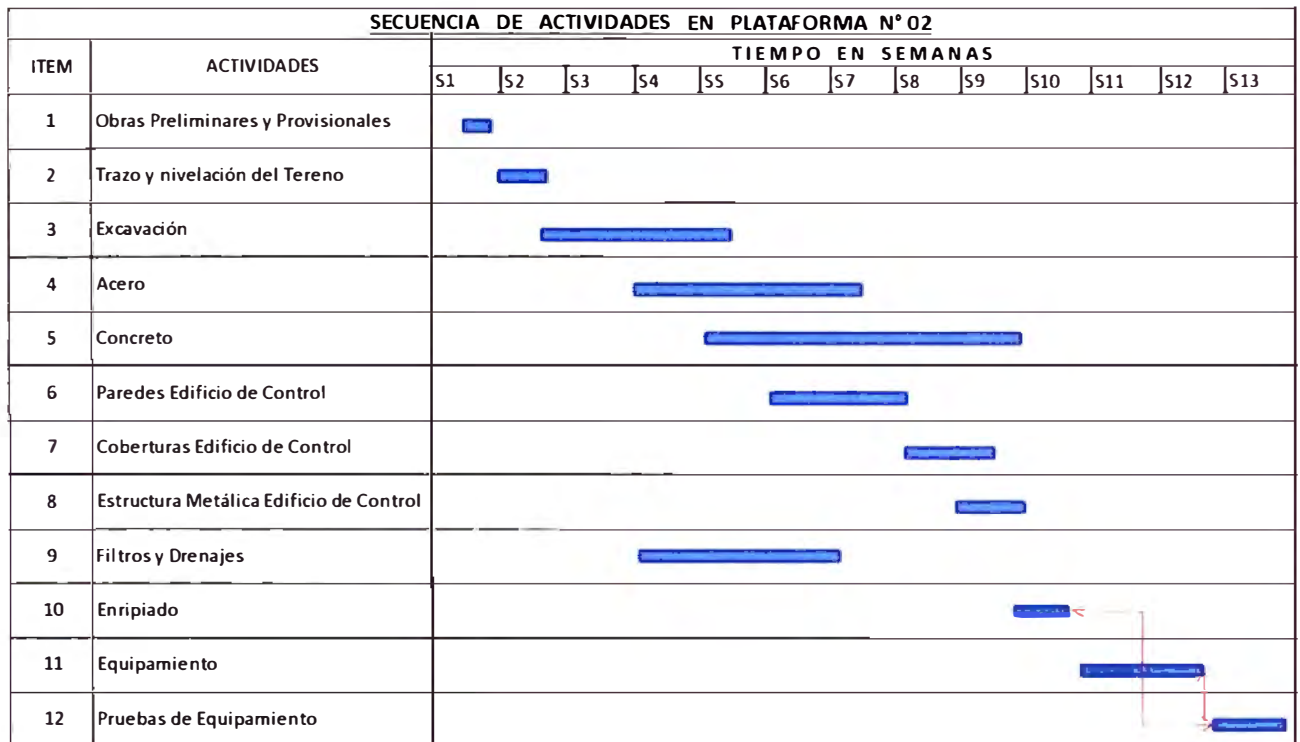 SECUENCIA DE ACTIVIDADES EN PLATAFORMA N° 02
ITEM ACTIVIDADES TIEMPO EN SEMANAS
S1 S2 S3 S4 S5 S6 S7 S8 S9 S10 S11 S12 S13
1 Obras Preliminares y Provisionales
2 Trazo y nivelación del Tereno
3 Excavación
4 Acero
5 Concreto
6 Paredes Edificio de Control
7 Coberturas Edificio de Control
8 Estructura Metálica Edificio de Control
9 Filtros y Drenajes
10 Enripiado
11 Equipamiento
12 Pruebas de Equipamiento